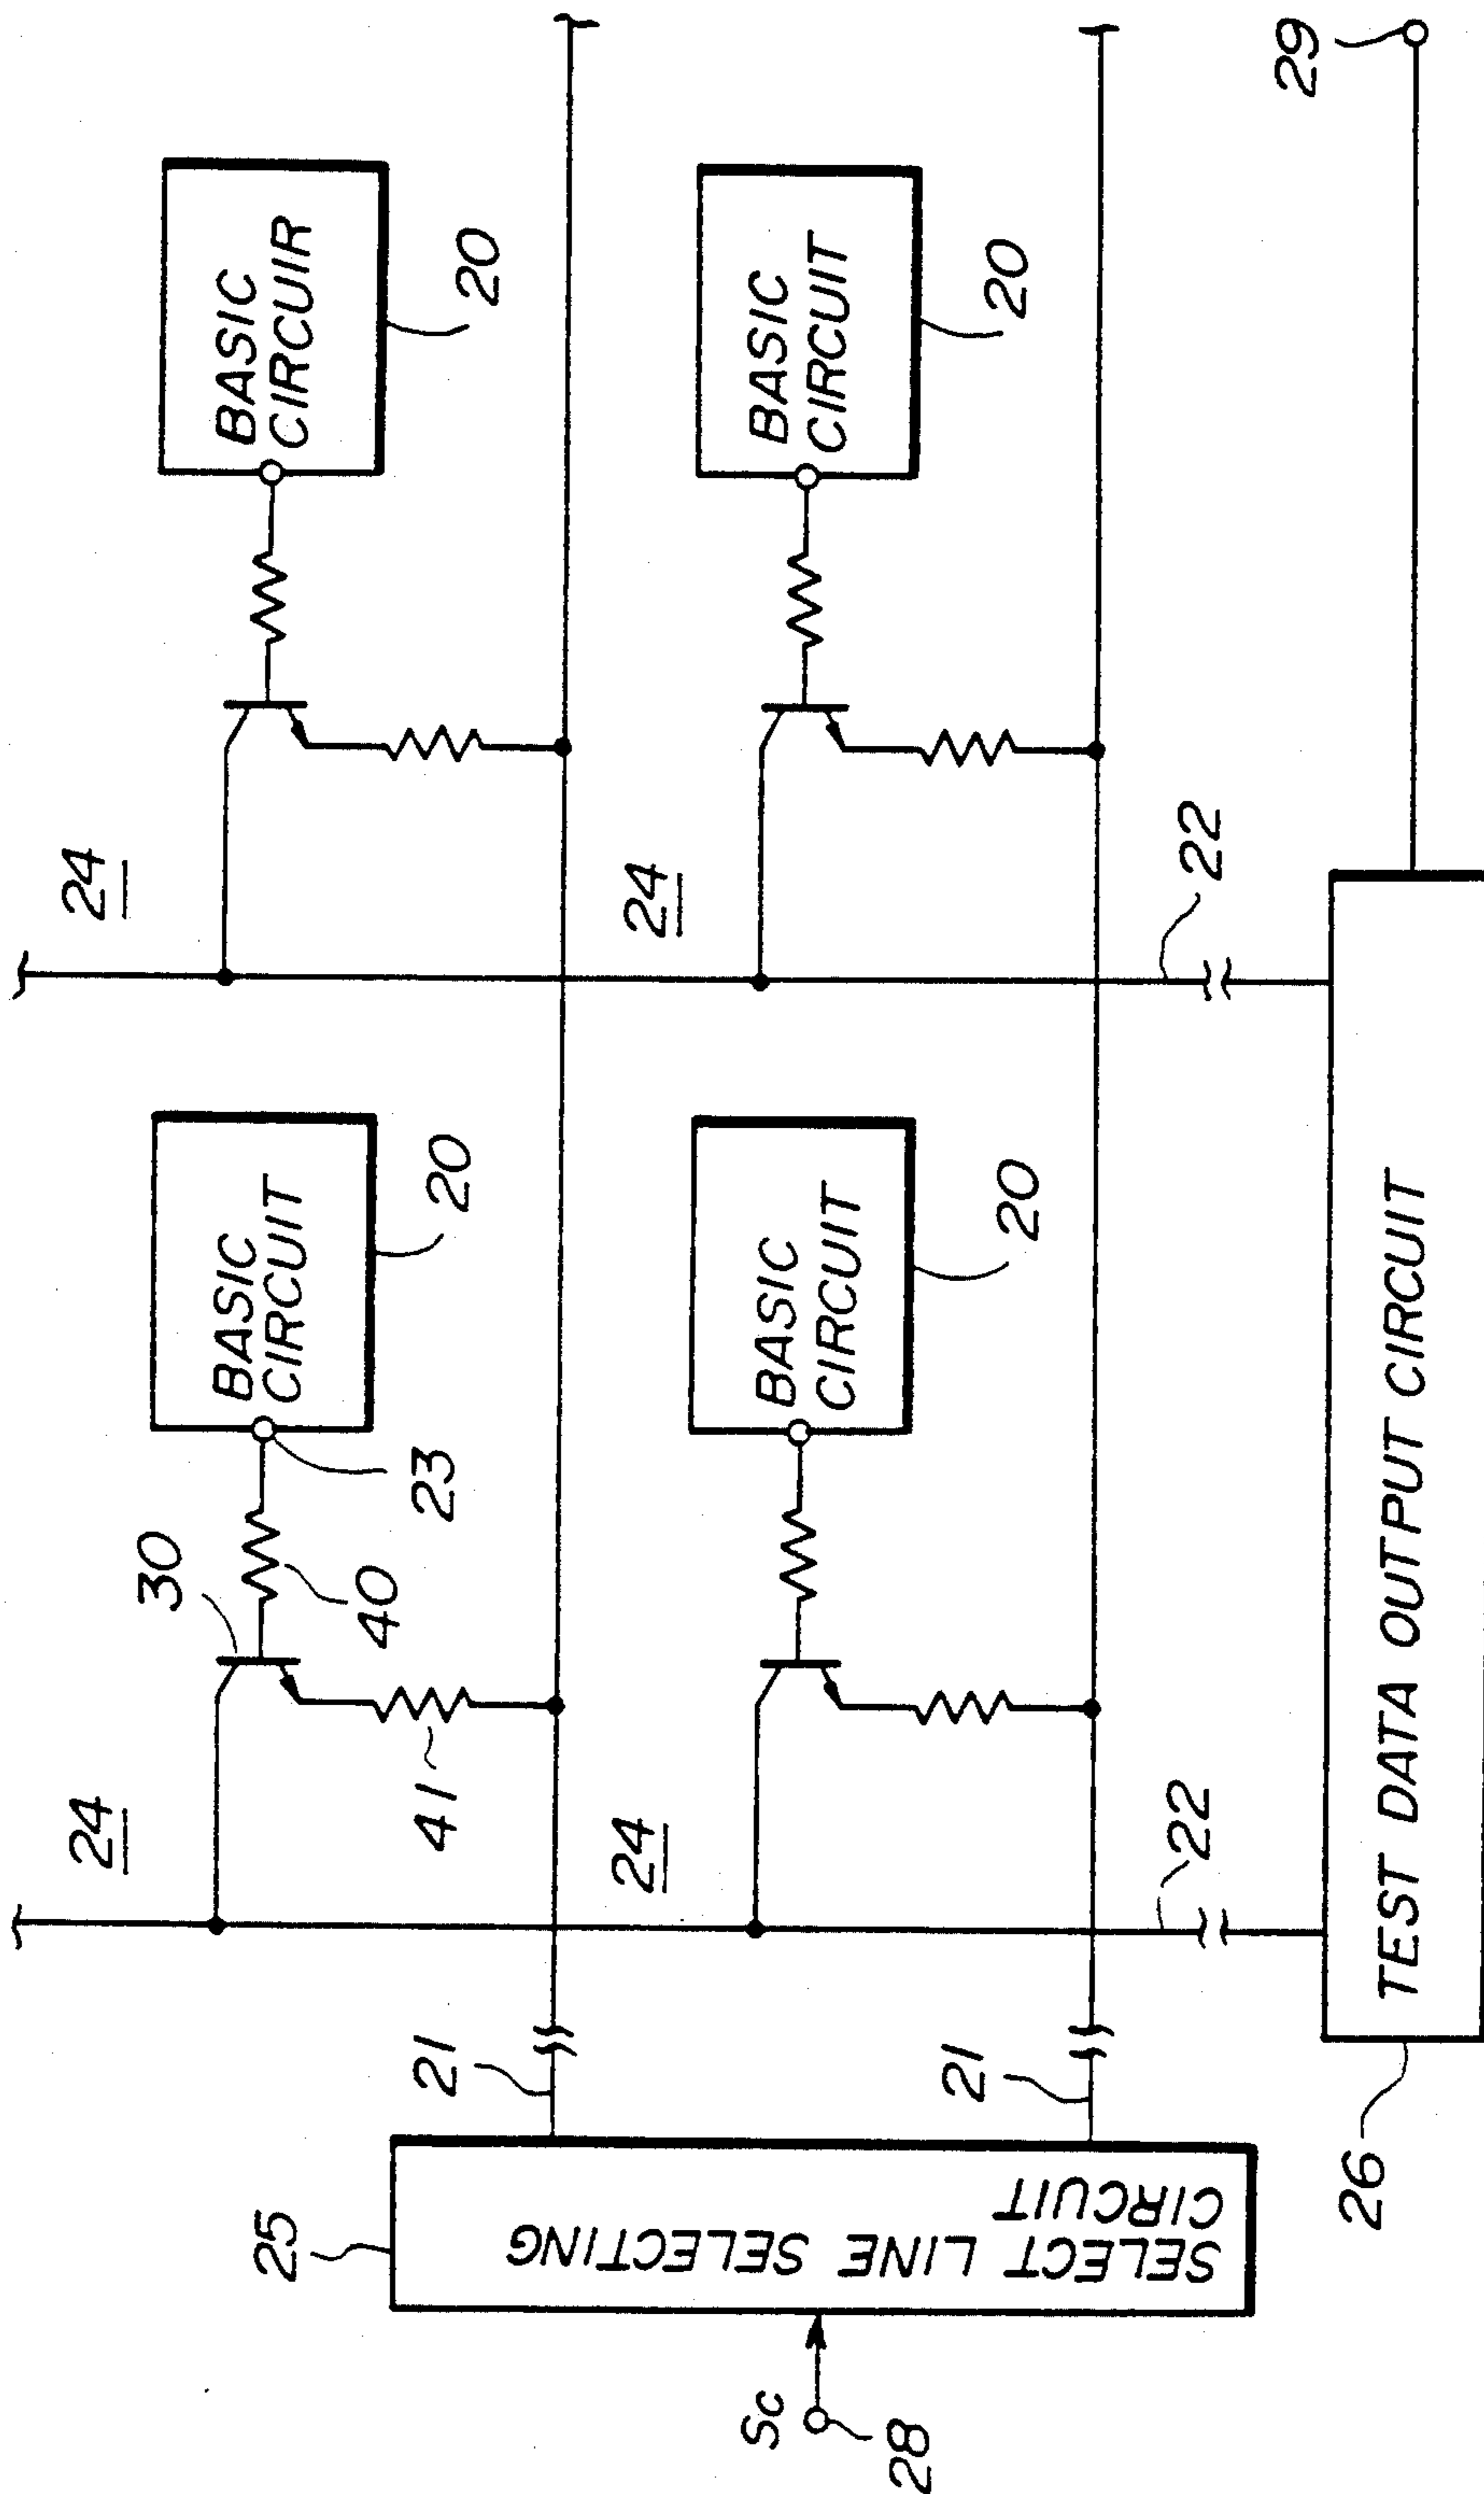 24
24
BASIC
CIRCUIT
20
BASIC
CIRCUIR
20
30
40
23
41
24
24
BASIC
CIRCUIT
20
BASIC
CIRCUIT
20
25
21
SELECT LINE SELECTING
CIRCUIT
SC
28
21
22
22
26
TEST DATA OUTPUT CIRCUIT
29